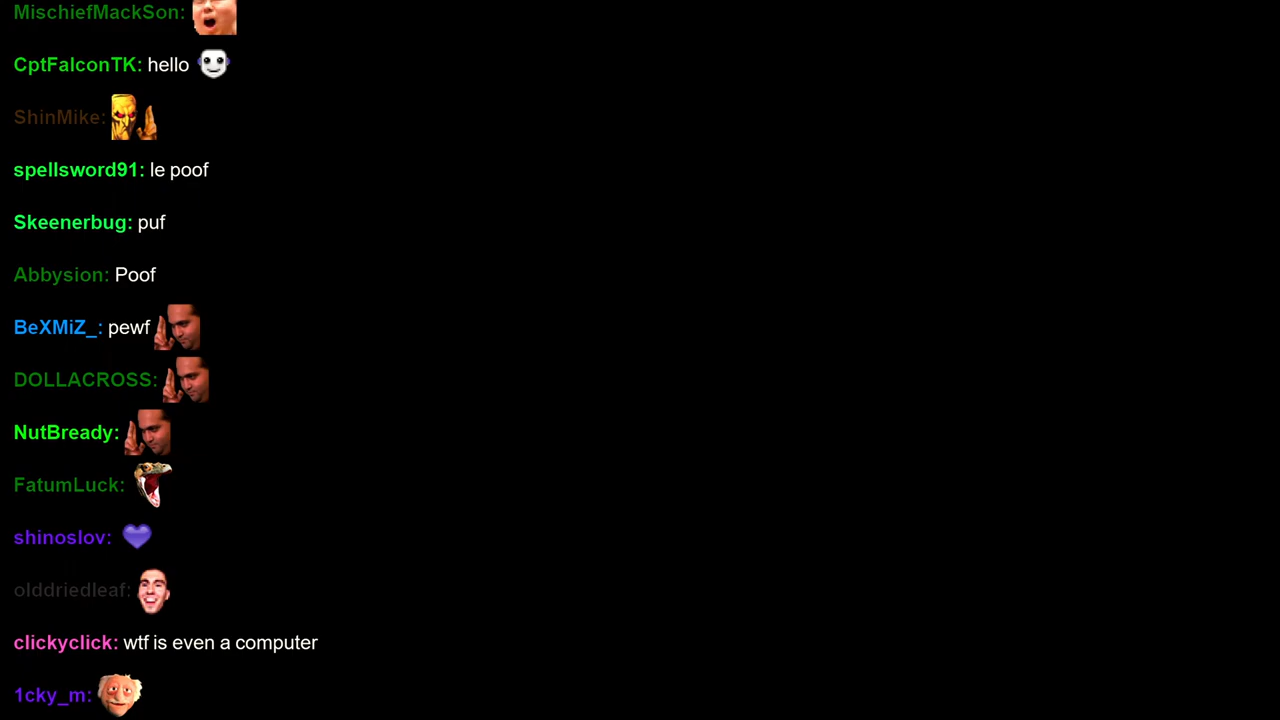 MischiefMackSon:
CptFalconTK: hello
ShinMike:
spellsword91: le poof
Skeenerbug: puf
Abbysion: Poof
BeXMiZ_: pewf
DOLLACROSS:
NutBready:
FatumLuck:
shinoslov:
olddriedleaf:
clickyclick: wtf is even a computer
1cky_m: